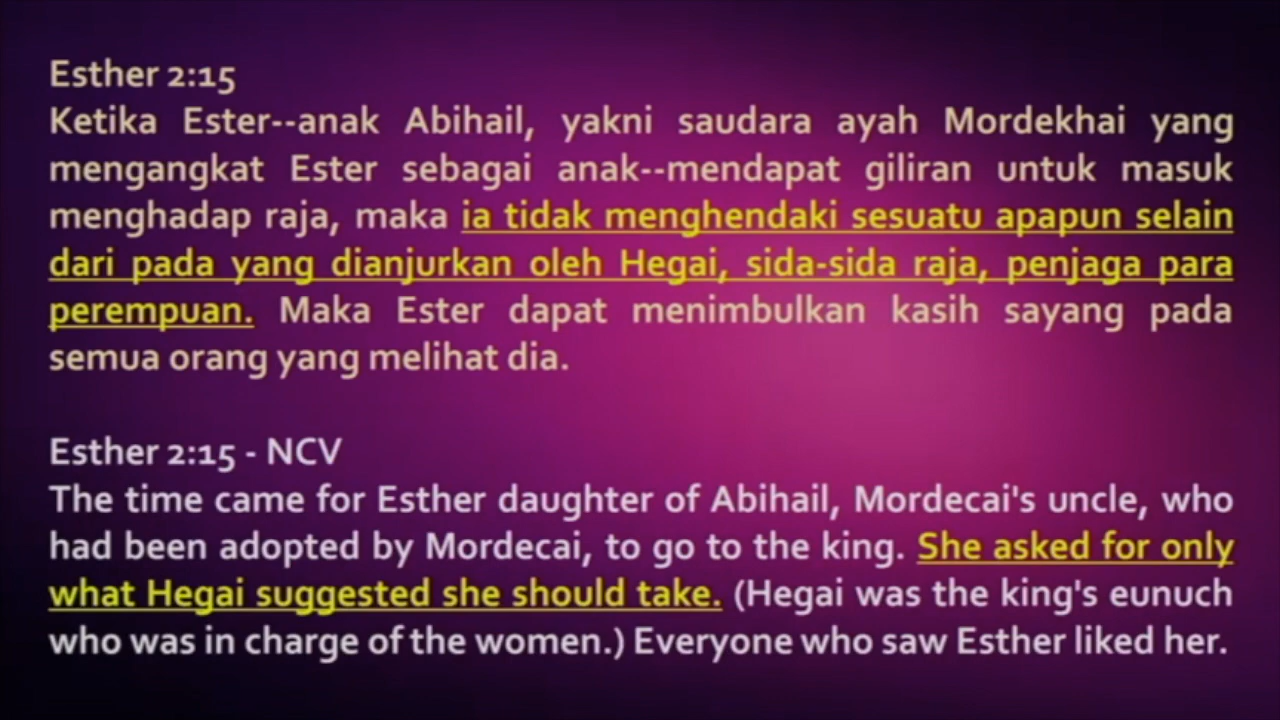 Esther 2:15
Ketika Ester--anak Abihail, yakni saudara ayah Mordekhai yang
mengangkat Ester sebagai anak--mendapat giliran untuk masuk
menghadap raja, maka ia tidak menghendaki sesuatu apapun selain
dari pada yang dianjurkan oleh Hegai, sida-sida raja, penjaga para
perempuan. Maka Ester dapat menimbulkan kasih sayang pada
semua orang yang melihat dia.
Esther 2:15 - NCV
The time came for Esther daughter of Abihail, Mordecai's uncle, who
had been adopted by Mordecai, to go to the king. She asked for only
what Hegai suggested she should take. (Hegai was the king's eunuch
who was in charge of the women.) Everyone who saw Esther liked her.